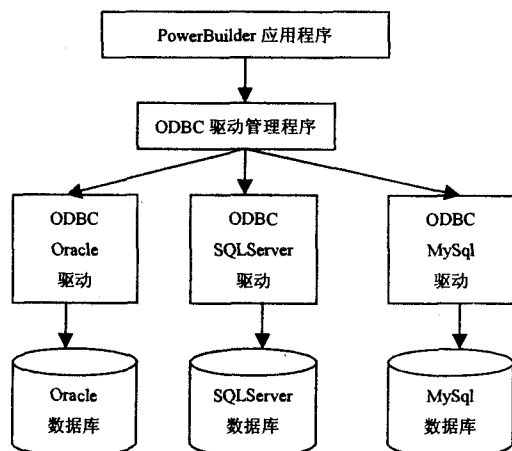 PowerBuilder 应用程序
ODBC 驱动管理程序
ODBC
Oracle
驱动
ODBC
SQLServer
驱动
ODBC
MySql
驱动
Oracle
数据库
SQLServer
数据库
MySql
数据库